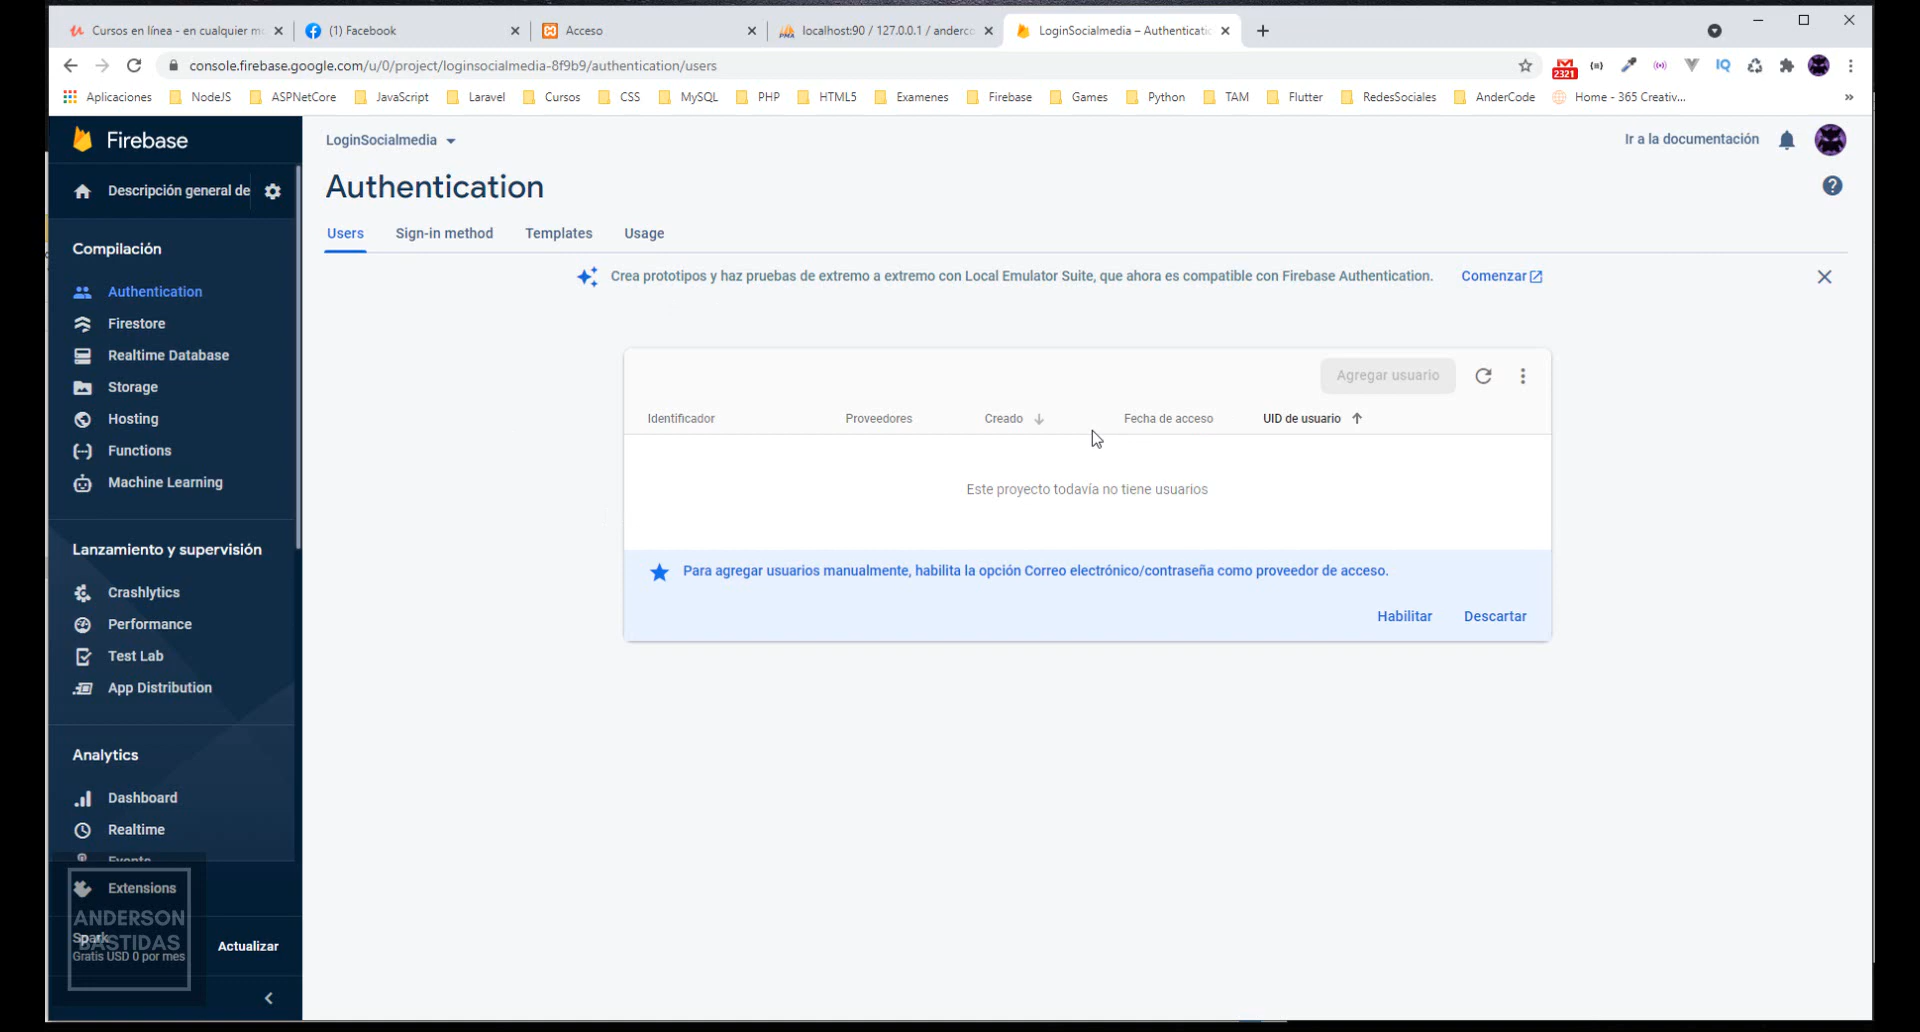 Cursos en línea - en cualquier mo
(1) Facebook
Acceso
localhost:90 / 127.0.0.1 / anderco
LoginSocialmedia – Authenticatio
console.firebase.google.com/u/0/project/loginsocialmedia-8f9b9/authentication/users
2321
IQ
Aplicaciones
NodeJS
ASPNetCore
JavaScript
Laravel
Cursos
CSS
MySQL
PHP
HTML5
Examenes
Firebase
Games
Python
TAM
Flutter
RedesSociales
AnderCode
Home - 365 Creativ...
»
Firebase
LoginSocialmedia
Ir a la documentación
Descripción general de
Authentication
Users
Sign-in method
Templates
Usage
Crea prototipos y haz pruebas de extremo a extremo con Local Emulator Suite, que ahora es compatible con Firebase Authentication.
Comenzar
Compilación
Authentication
Firestore
Realtime Database
Storage
Hosting
Functions
Machine Learning
Agregar usuario
Identificador
Proveedores
Creado
Fecha de acceso
UID de usuario
Este proyecto todavía no tiene usuarios
Para agregar usuarios manualmente, habilita la opción Correo electrónico/contraseña como proveedor de acceso.
Habilitar
Descartar
Lanzamiento y supervisión
Crashlytics
Performance
Test Lab
App Distribution
Analytics
Dashboard
Realtime
Events
Extensions
ANDERSON
BASTIDAS
Spark
Gratis USD 0 por mes
Actualizar